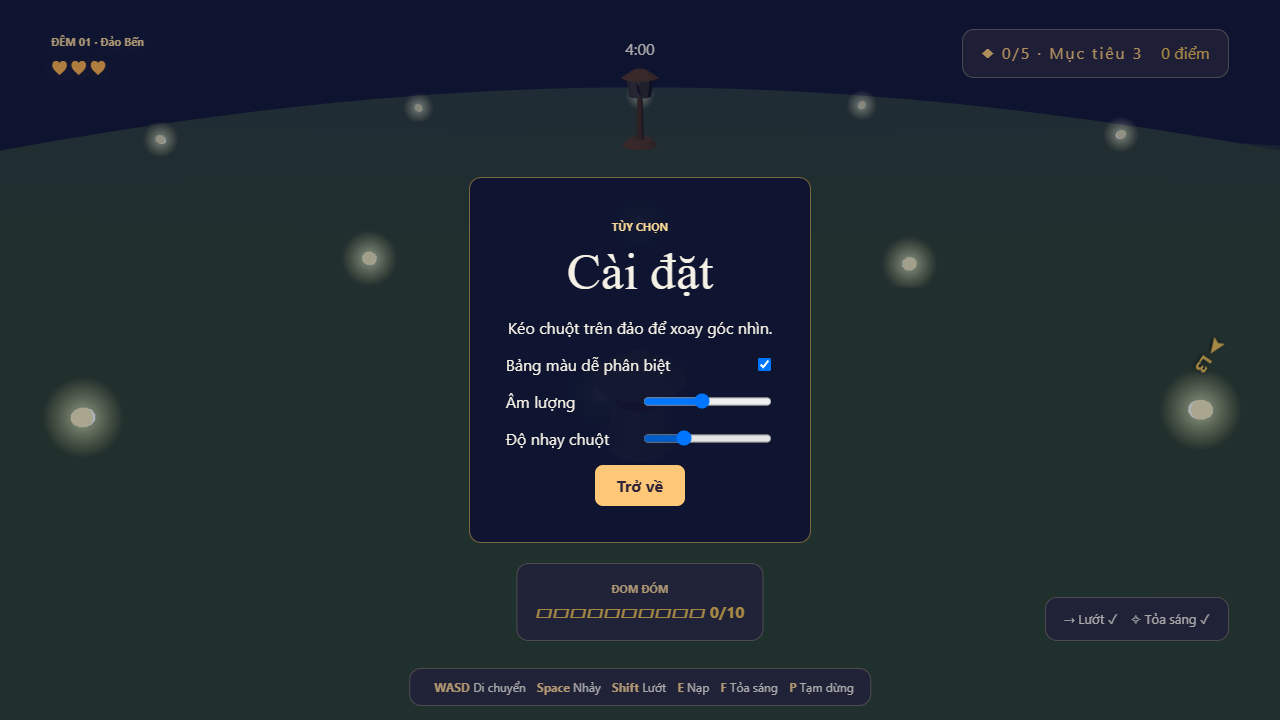 ĐÊM 01 · Đảo Bến
4:00
◆ 0/5 · Mục tiêu 3 0 điểm
TÙY CHỌN
Cài đặt
Kéo chuột trên đảo để xoay góc nhìn.
Bảng màu dễ phân biệt
Âm lượng
Độ nhạy chuột
Trở về
ĐOM ĐÓM
0/10
→ Lướt ✓ ✧ Tỏa sáng ✓
WASD Di chuyển Space Nhảy Shift Lướt E Nạp F Tỏa sáng P Tạm dừng